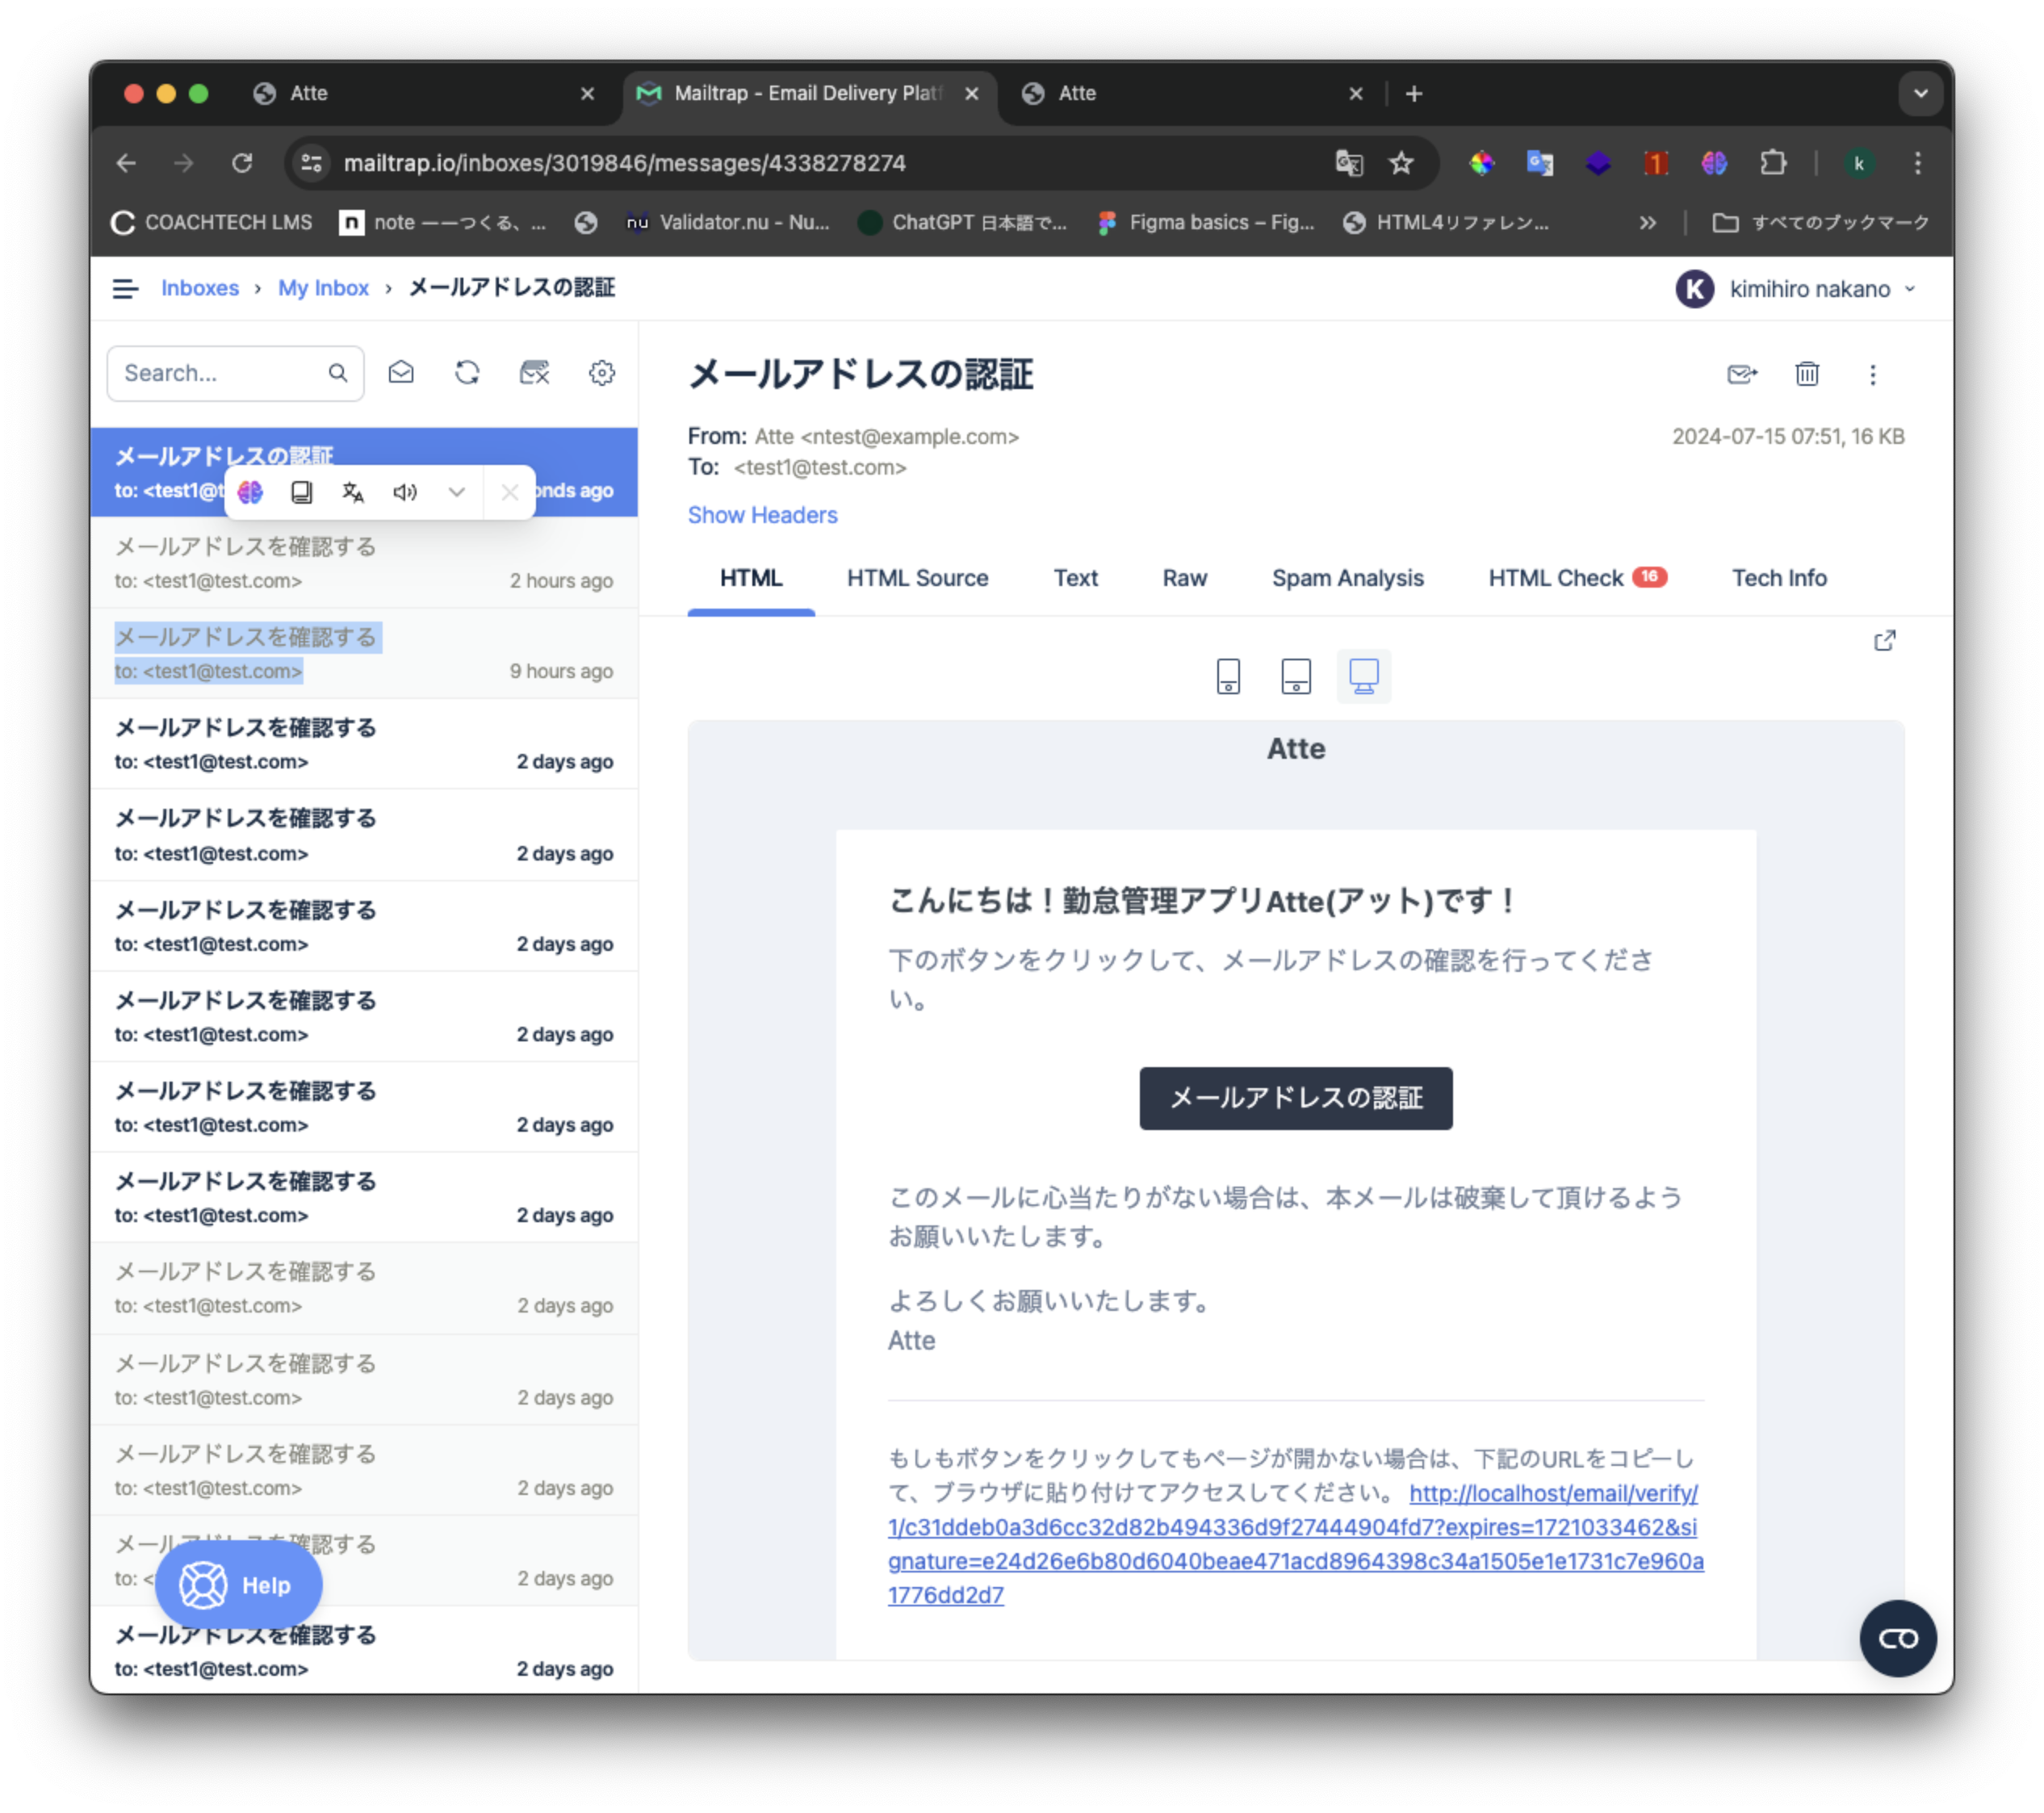 Atte
Mailtrap - Email Delivery Platf
Atte
mailtrap.io/inboxes/3019846/messages/4338278274
1
k
COACHTECH LMS
n note ——つくる、...
nu Validator.nu - Nu...
ChatGPT 日本語で...
Figma basics – Fig...
HTML4リファレン...
»
すべてのブックマーク
Inboxes › My Inbox › メールアドレスの認証
K kimihiro nakano
Search...
メールアドレスの認証
to: <test1@t
onds ago
メールアドレスを確認する
to: <test1@test.com> 2 hours ago
メールアドレスを確認する
to: <test1@test.com> 9 hours ago
メールアドレスを確認する
to: <test1@test.com> 2 days ago
メールアドレスを確認する
to: <test1@test.com> 2 days ago
メールアドレスを確認する
to: <test1@test.com> 2 days ago
メールアドレスを確認する
to: <test1@test.com> 2 days ago
メールアドレスを確認する
to: <test1@test.com> 2 days ago
メールアドレスを確認する
to: <test1@test.com> 2 days ago
メールアドレスを確認する
to: <test1@test.com> 2 days ago
メールアドレスを確認する
to: <test1@test.com> 2 days ago
メールアドレスを確認する
to: <test1@test.com> 2 days ago
メールアドレスを確認する
to: < 2 days ago
Help
メールアドレスを確認する
to: <test1@test.com> 2 days ago
メールアドレスの認証
From: Atte <ntest@example.com>
2024-07-15 07:51, 16 KB
To: <test1@test.com>
Show Headers
HTML
HTML Source
Text
Raw
Spam Analysis
HTML Check 16
Tech Info
Atte
こんにちは！勤怠管理アプリAtte(アット)です！
下のボタンをクリックして、メールアドレスの確認を行ってくださ
い。
メールアドレスの認証
このメールに心当たりがない場合は、本メールは破棄して頂けるよう
お願いいたします。
よろしくお願いいたします。
Atte
もしもボタンをクリックしてもページが開かない場合は、下記のURLをコピーし
て、ブラウザに貼り付けてアクセスしてください。 http://localhost/email/verify/
1/c31ddeb0a3d6cc32d82b494336d9f27444904fd7?expires=1721033462&si
gnature=e24d26e6b80d6040beae471acd8964398c34a1505e1e1731c7e960a
1776dd2d7